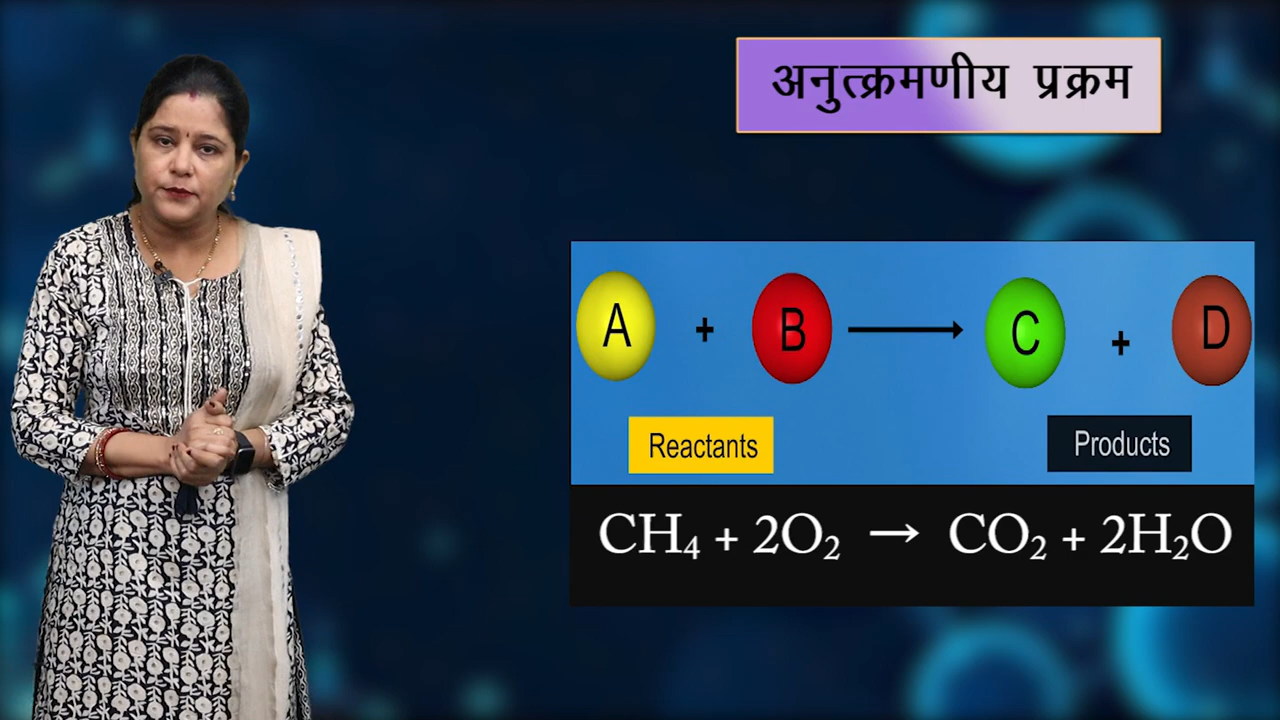 अनुत्क्रमणीय प्रक्रम
A + B → C + D
Reactants Products
CH₄ + 2O₂ → CO₂ + 2H₂O